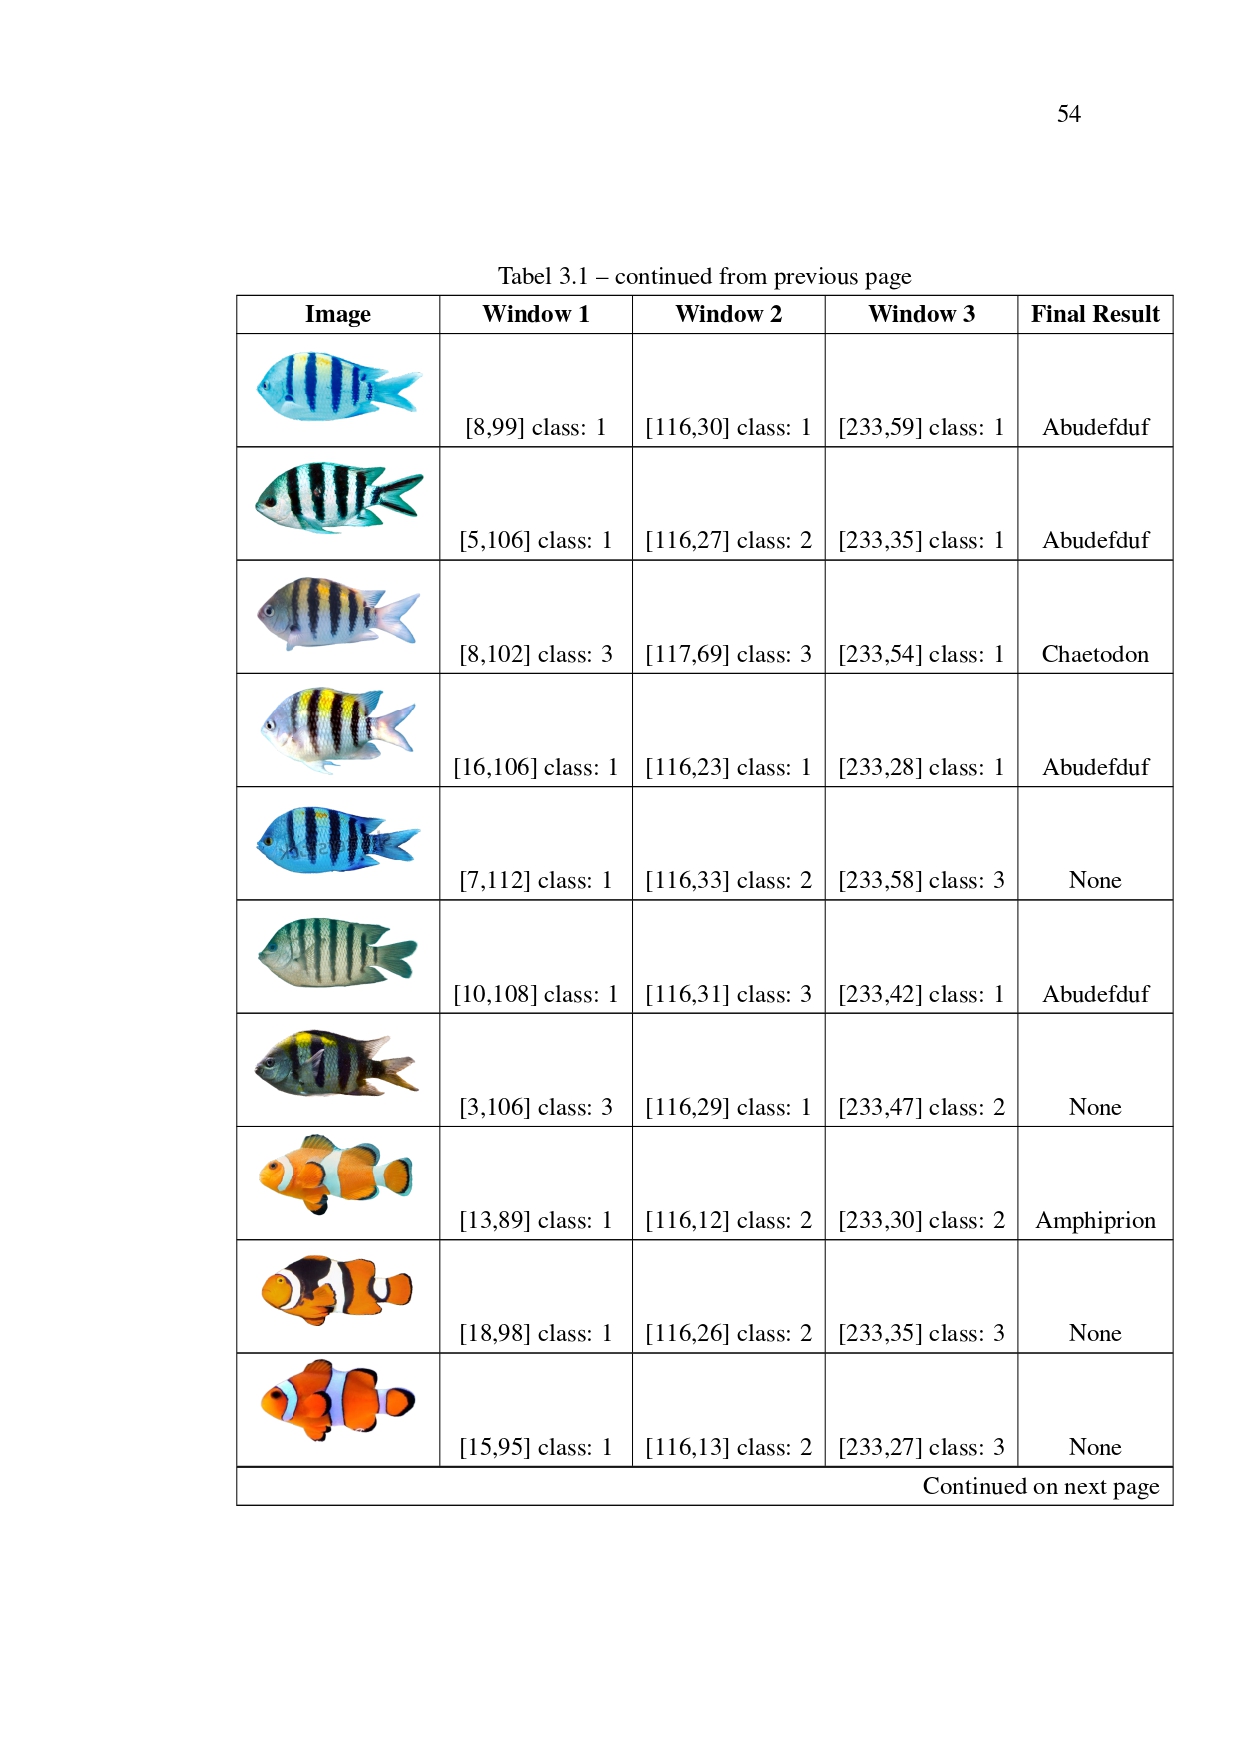 54
Tabel 3.1 – continued from previous page
Image Window 1 Window 2 Window 3 Final Result
[8,99] class: 1 [116,30] class: 1 [233,59] class: 1 Abudefduf
[5,106] class: 1 [116,27] class: 2 [233,35] class: 1 Abudefduf
[8,102] class: 3 [117,69] class: 3 [233,54] class: 1 Chaetodon
[16,106] class: 1 [116,23] class: 1 [233,28] class: 1 Abudefduf
[7,112] class: 1 [116,33] class: 2 [233,58] class: 3 None
[10,108] class: 1 [116,31] class: 3 [233,42] class: 1 Abudefduf
[3,106] class: 3 [116,29] class: 1 [233,47] class: 2 None
[13,89] class: 1 [116,12] class: 2 [233,30] class: 2 Amphiprion
[18,98] class: 1 [116,26] class: 2 [233,35] class: 3 None
[15,95] class: 1 [116,13] class: 2 [233,27] class: 3 None
Continued on next page